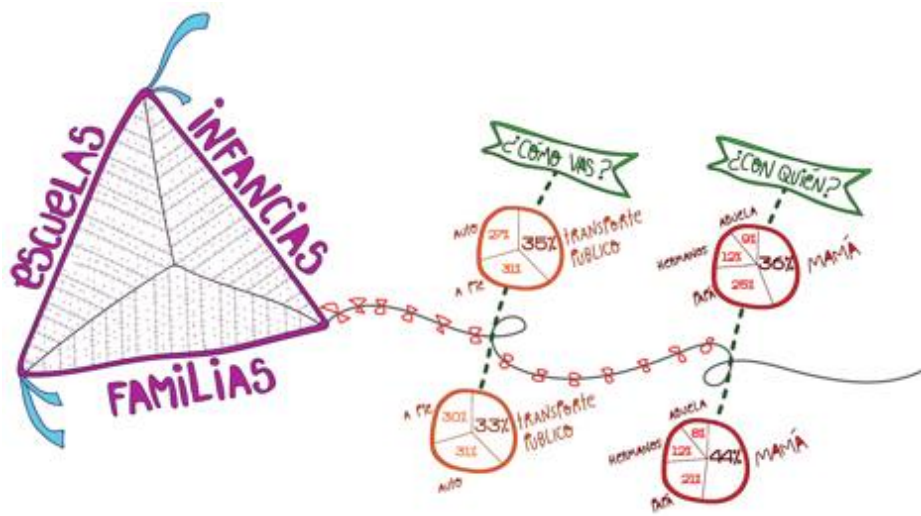 ESCUELAS
INFANCIAS
FAMILIAS
¿CÓMO VAS?
AUTO
27%
35%
TRANSPORTE
PÚBLICO
31%
A PIE
A PIE
30%
33%
TRANSPORTE
PÚBLICO
31%
AUTO
¿CON QUIÉN?
ABUELA
9%
HERMANOS
12%
36%
MAMÁ
25%
PAPÁ
ABUELA
8%
HERMANOS
12%
44%
MAMÁ
21%
PAPÁ